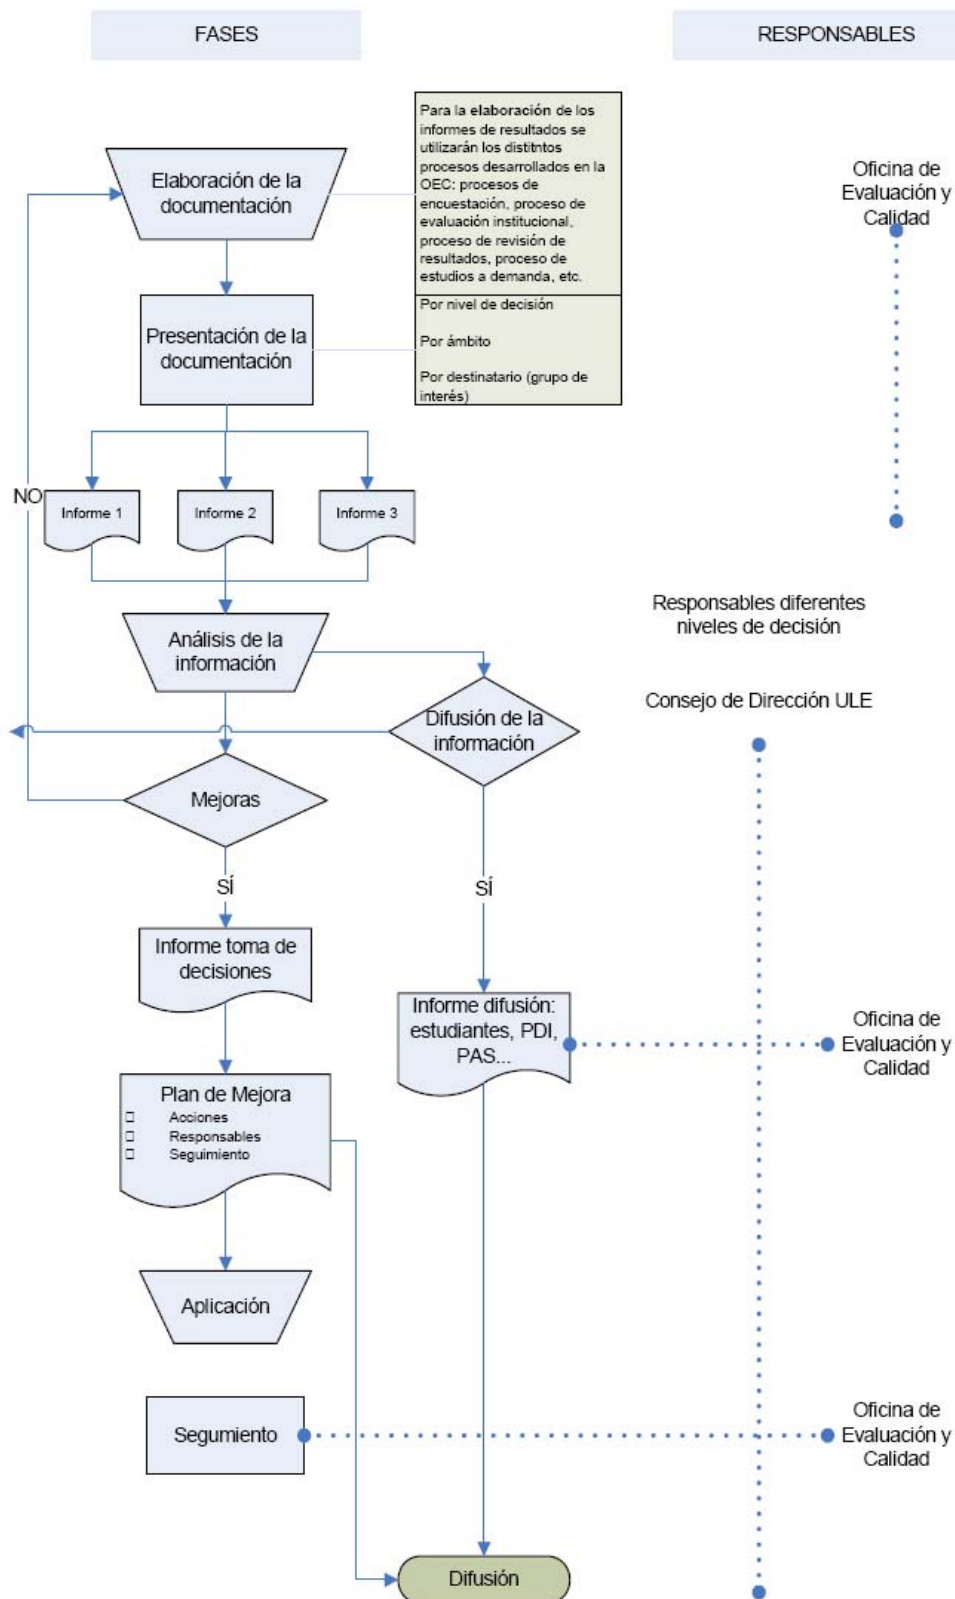 FASES
RESPONSABLES
Para la elaboración de los
informes de resultados se
utilizarán los distitntos
procesos desarrollados en la
OEC: procesos de
encuestación, proceso de
evaluación institucional,
proceso de revisión de
resultados, proceso de
estudios a demanda, etc.
Elaboración de la
documentación
Oficina de
Evaluación y
Calidad
Por nivel de decisión
Por ámbito
Por destinatario (grupo de
interés)
Presentación de la
documentación
NO
Informe 1
Informe 2
Informe 3
Responsables diferentes
niveles de decisión
Análisis de la
información
Consejo de Dirección ULE
Difusión de la
información
Mejoras
SÍ
SÍ
Informe toma de
decisiones
Informe difusión:
estudiantes, PDI,
PAS...
Oficina de
Evaluación y
Calidad
Plan de Mejora
Acciones
Responsables
Seguimiento
Aplicación
Segumiento
Oficina de
Evaluación y
Calidad
Difusión